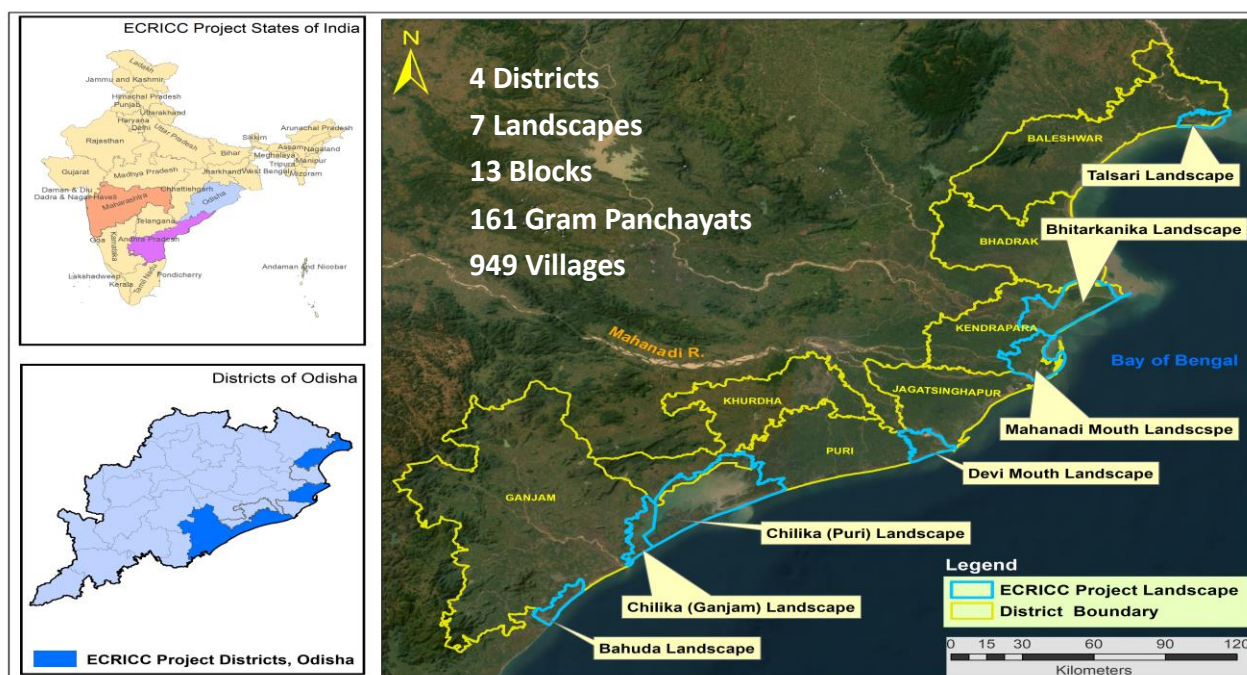 ECRICC Project States of India
Ladakh
Jammu and Kashmir
Himachal Pradesh
Punjab
Uttarakhand
Haryana
Delhi
Uttar Pradesh
Rajasthan
Sikkim
Arunachal Pradesh
Assam
Nagaland
Bihar
Meghalaya
Manipur
Tripura
Mizoram
Gujarat
Madhya Pradesh
Jharkhand
West Bengal
Chhattisgarh
Daman & Diu
Dadra & Nagar Haveli
Maharashtra
Odisha
Telangana
Goa
Karnataka
Andhra Pradesh
Lakshadweep
Kerala
Tamil Nadu
Pondicherry
Andaman and Nicobar
Districts of Odisha
ECRICC Project Districts, Odisha
N
4 Districts
7 Landscapes
13 Blocks
161 Gram Panchayats
949 Villages
BALESHWAR
Talsari Landscape
BHADRAK
Bhitarkanika Landscape
KENDRAPARA
Mahanadi R.
Bay of Bengal
JAGATSINGHAPUR
KHURDHA
Mahanadi Mouth Landscspe
PURI
Devi Mouth Landscape
GANJAM
Chilika (Puri) Landscape
Chilika (Ganjam) Landscape
Bahuda Landscape
Legend
ECRICC Project Landscape
District Boundary
0 15 30 60 90 120
Kilometers